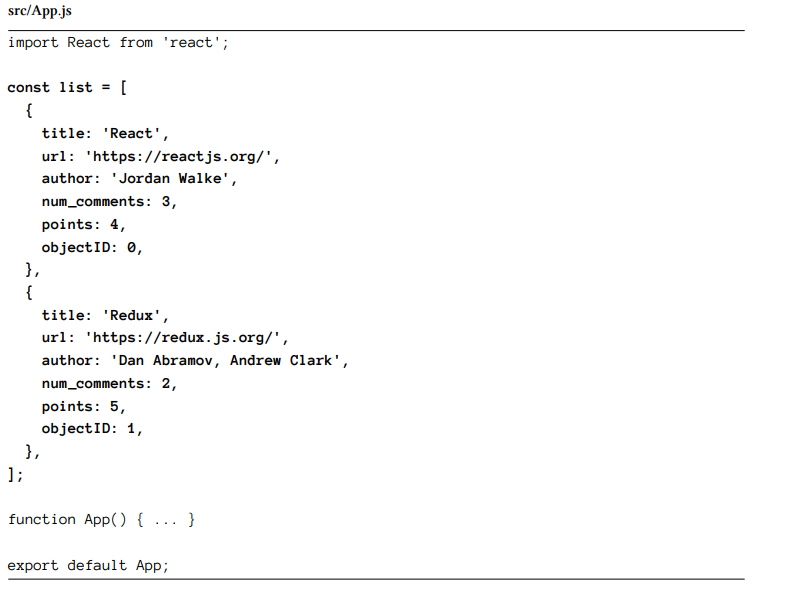 src/App.js
import React from 'react';
const list = [
{
title: 'React',
url: 'https://reactjs.org/',
author: 'Jordan Walke',
num_comments: 3,
points: 4,
objectID: 0,
},
{
title: 'Redux',
url: 'https://redux.js.org/',
author: 'Dan Abramov, Andrew Clark',
num_comments: 2,
points: 5,
objectID: 1,
},
];
function App() { ... }
export default App;